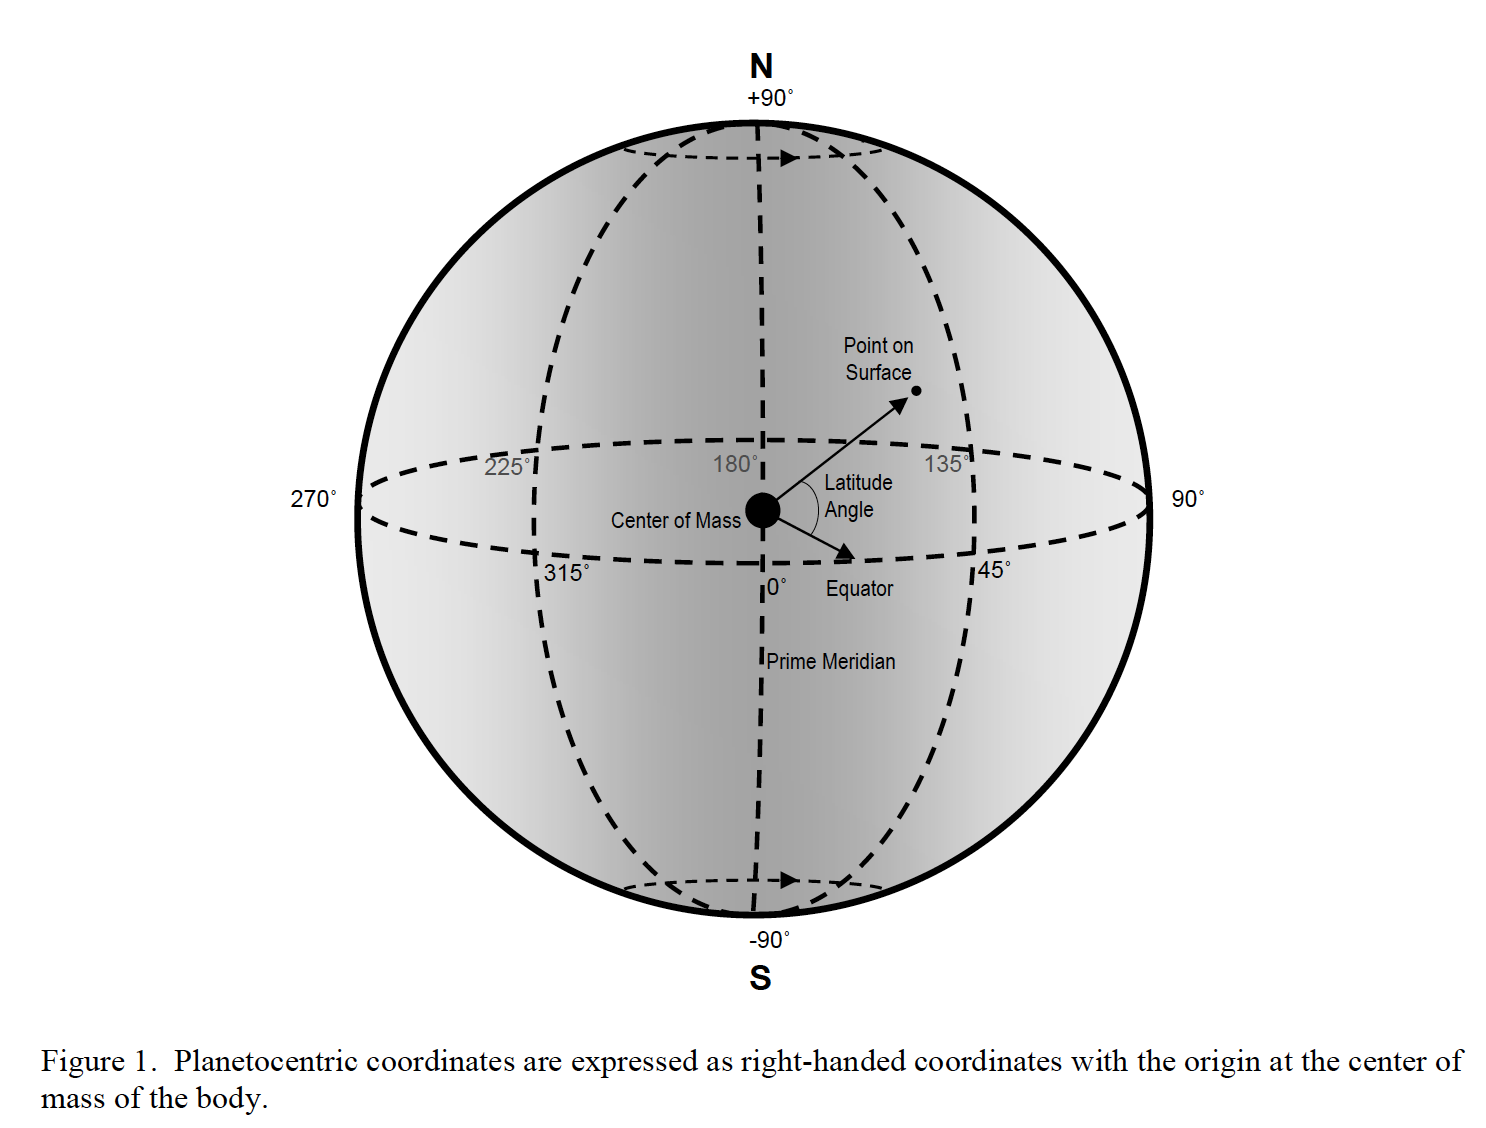 N
+90°
Point on
Surface
225°
180°
135°
270°
Latitude
Angle
90°
Center of Mass
315°
0°
Equator
45°
Prime Meridian
-90°
S
Figure 1.  Planetocentric coordinates are expressed as right-handed coordinates with the origin at the center of
mass of the body.